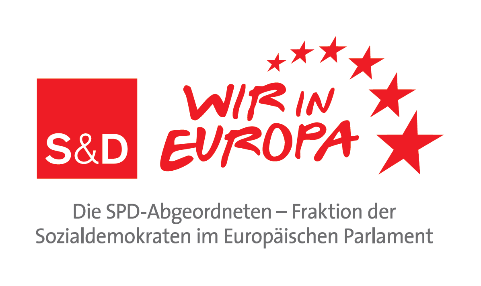 S&D
WIR IN
EUROPA
Die SPD-Abgeordneten – Fraktion der
Sozialdemokraten im Europäischen Parlament